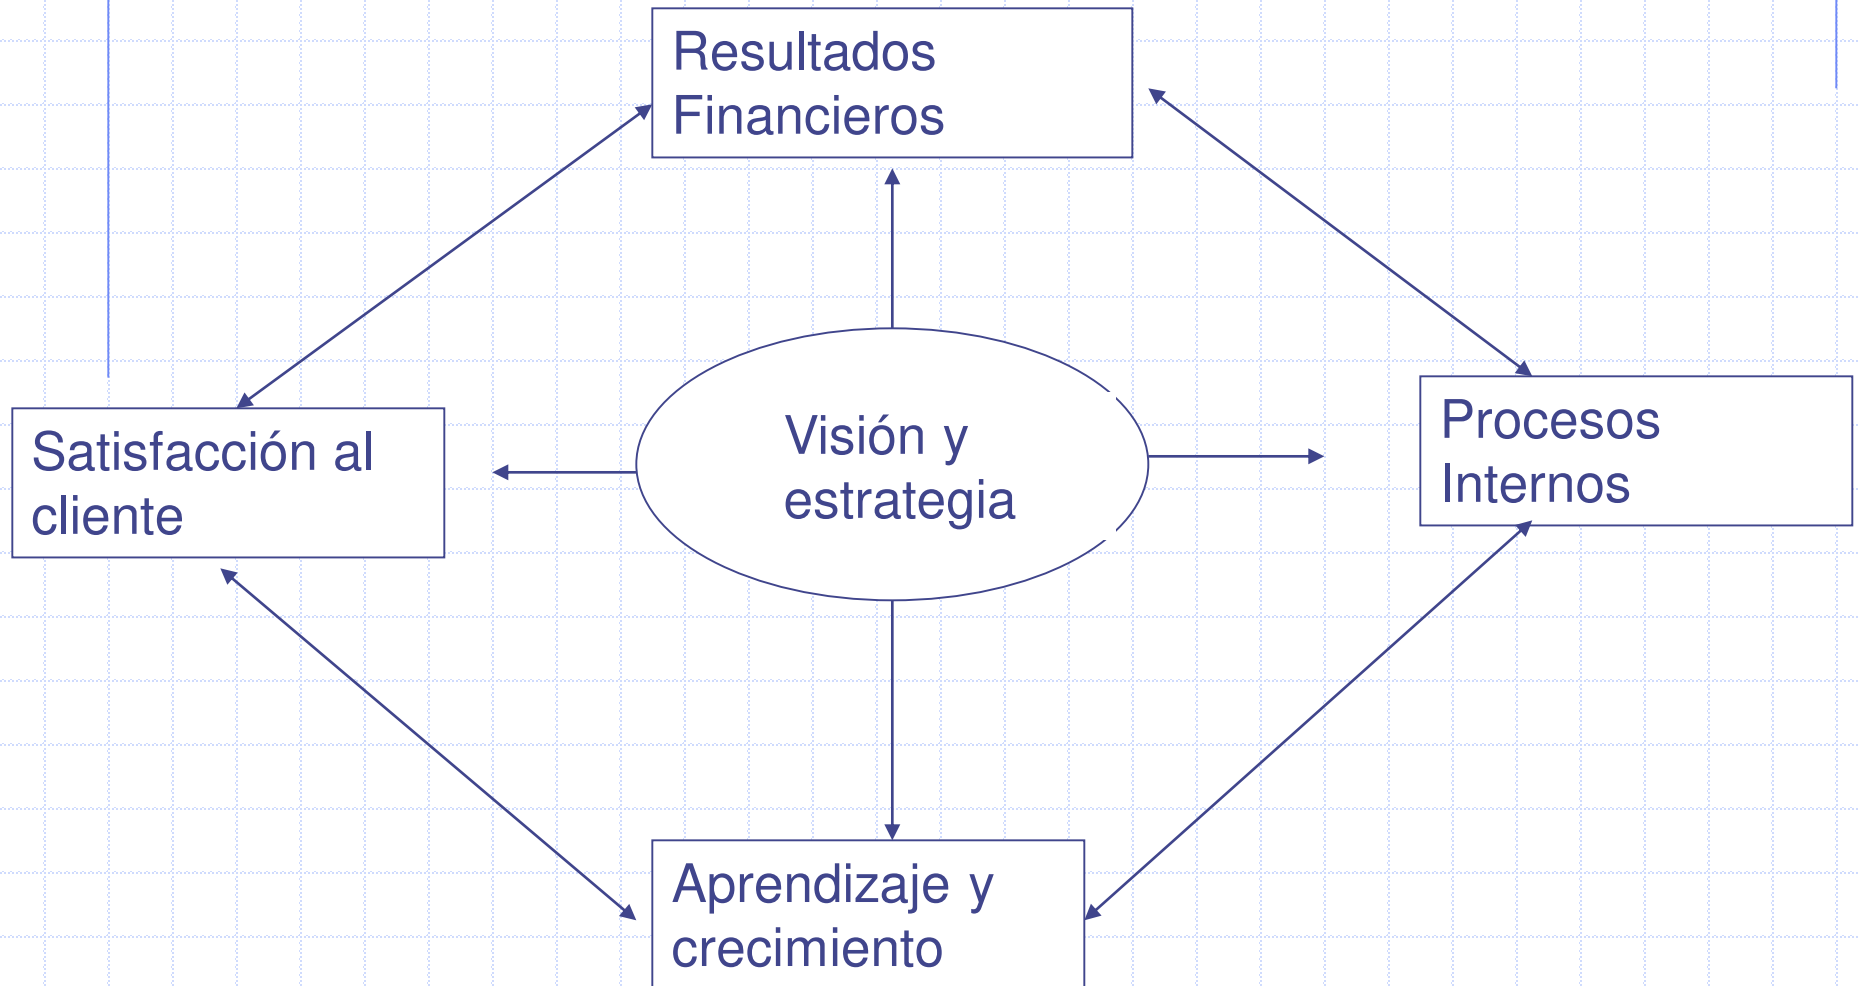 Resultados
Financieros
Satisfacción al
cliente
Visión y
estrategia
Procesos
Internos
Aprendizaje y
crecimiento